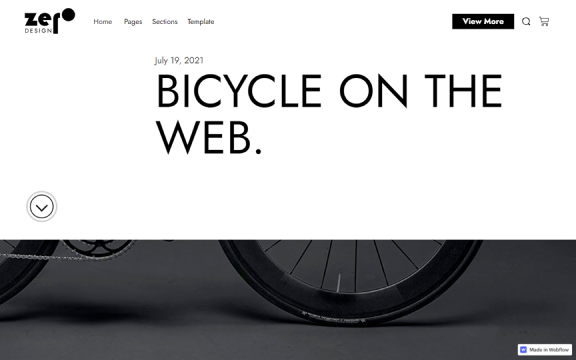 zero
DESIGN
Home Pages Sections Template
View More
July 19, 2021
BICYCLE ON THE
WEB.
Made in Webflow